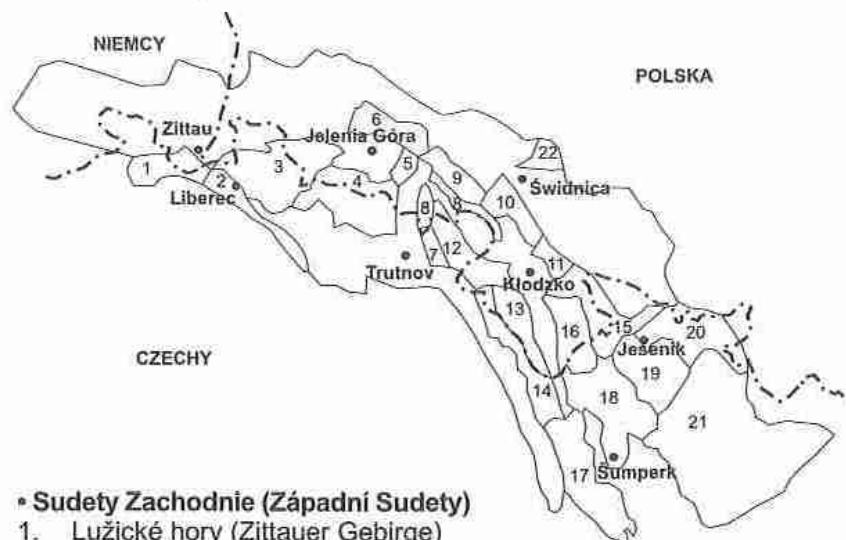 NIEMCY
POLSKA
Zittau
6
Jelenia Góra
22
1
2
3
5
4
9
Świdnica
Liberec
8
8
10
7
12
11
Trutnov
Kłodzko
13
16
15
20
CZECHY
Jesenik
14
19
18
21
17
Šumperk
• Sudety Zachodnie (Západní Sudety)
1. Lužické hory (Zittauer Gebirge)